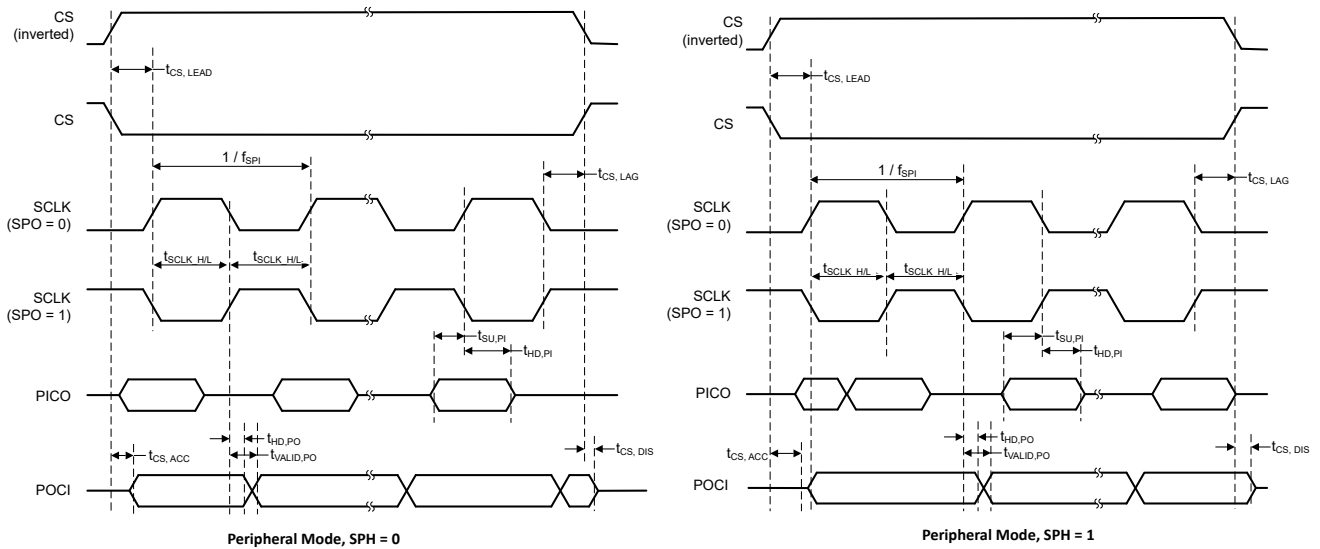 CS
(inverted)
tCS, LEAD
CS
1 / fSPI
tCS, LAG
SCLK
(SPO = 0)
tSCLK_H/L
tSCLK_H/L
SCLK
(SPO = 1)
tSU,PI
tHD,PI
PICO
tHD,PO
tVALID,PO
tCS, ACC
tCS, DIS
POCI
Peripheral Mode, SPH = 0
CS
(inverted)
tCS, LEAD
CS
1 / fSPI
tCS, LAG
SCLK
(SPO = 0)
tSCLK_H/L
tSCLK_H/L
SCLK
(SPO = 1)
tSU,PI
tHD,PI
PICO
tHD,PO
tVALID,PO
tCS, ACC
tCS, DIS
POCI
Peripheral Mode, SPH = 1